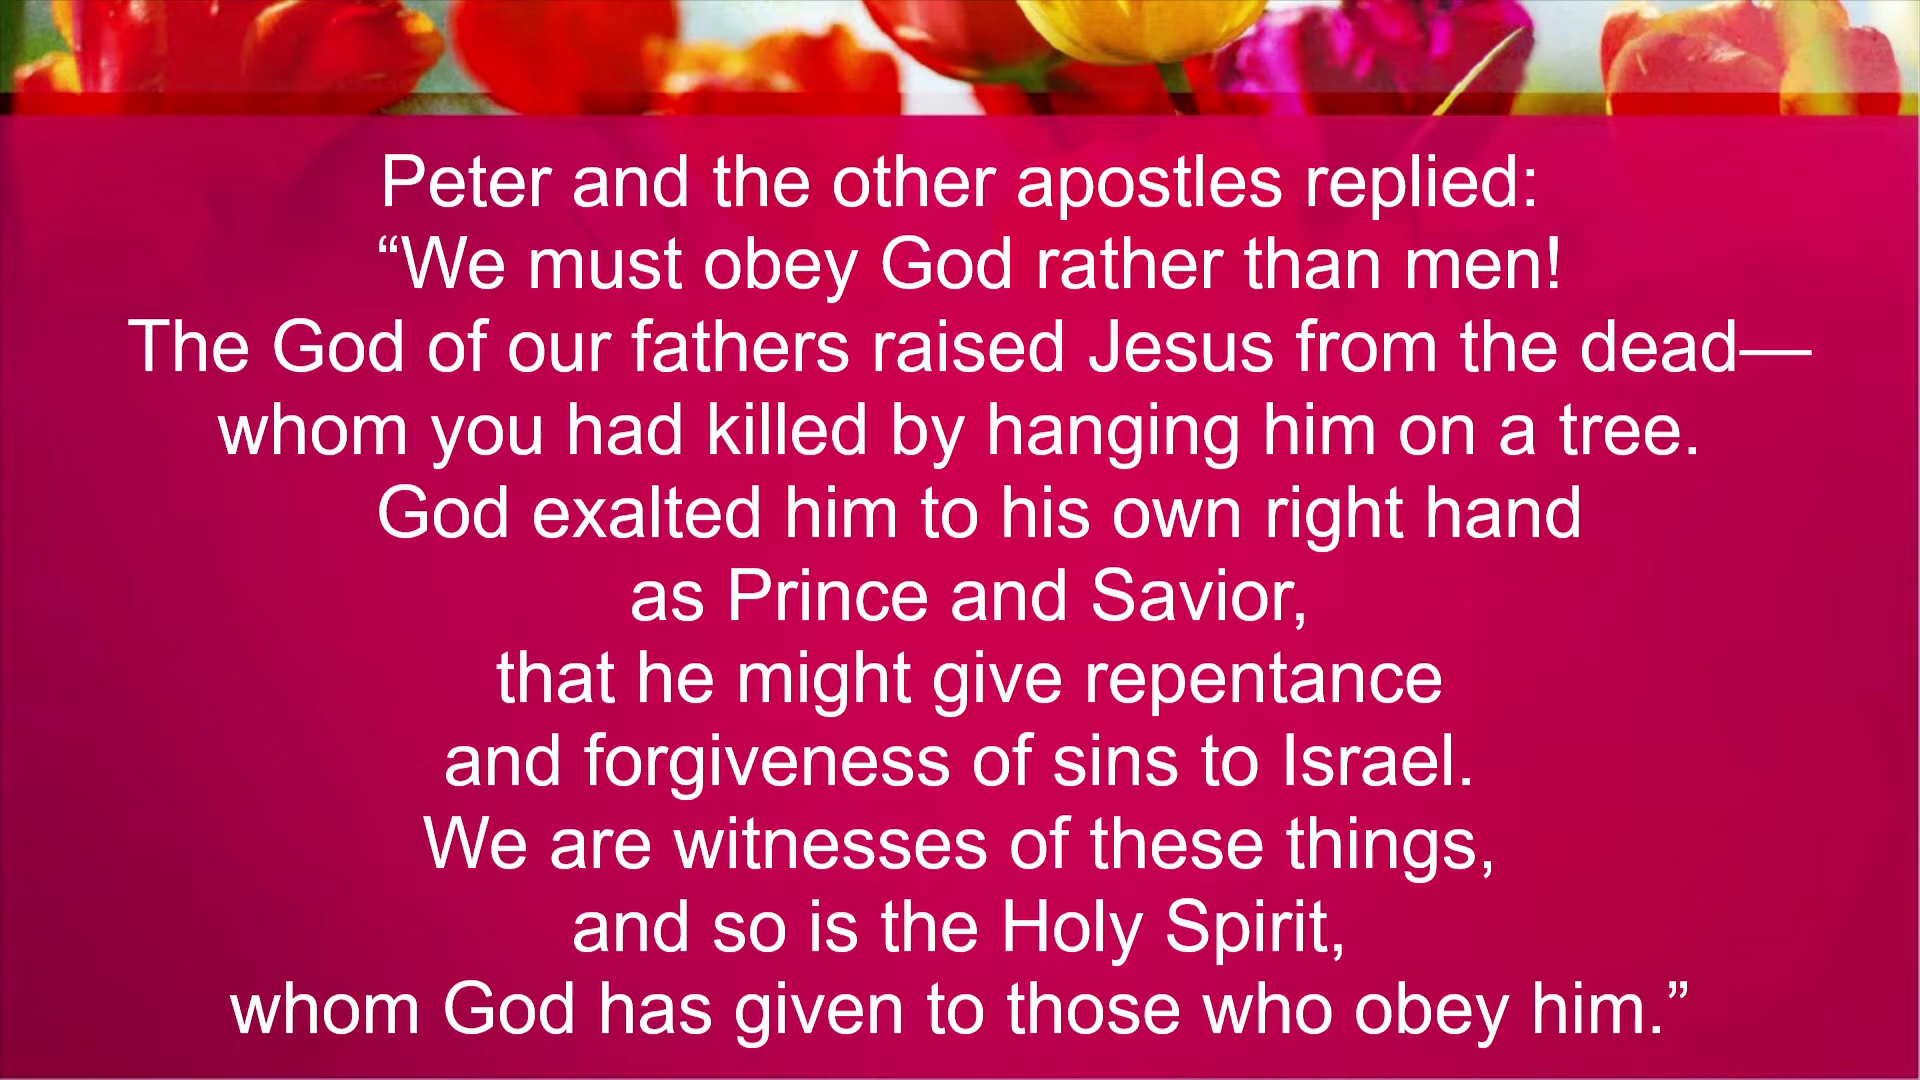 Peter and the other apostles replied:
“We must obey God rather than men!
The God of our fathers raised Jesus from the dead—
whom you had killed by hanging him on a tree.
God exalted him to his own right hand
as Prince and Savior,
that he might give repentance
and forgiveness of sins to Israel.
We are witnesses of these things,
and so is the Holy Spirit,
whom God has given to those who obey him.”